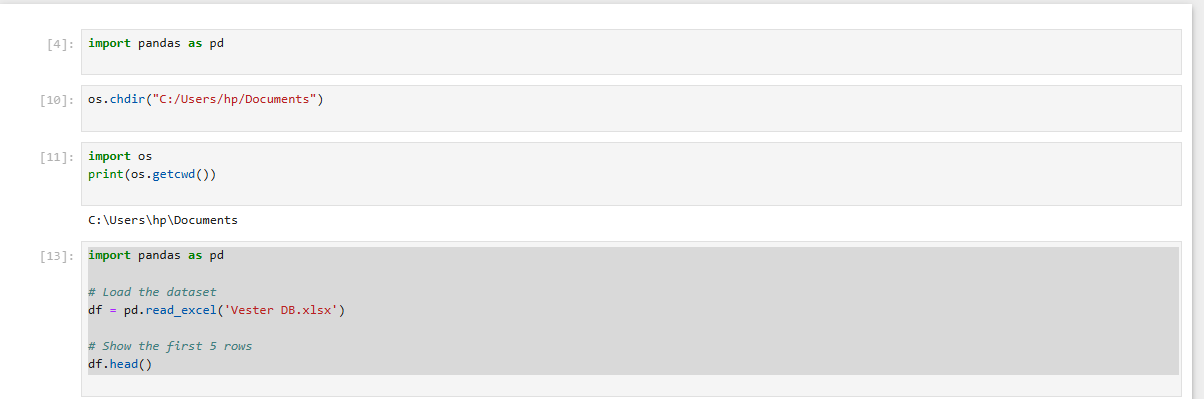 [4]: import pandas as pd
[10]: os.chdir("C:/Users/hp/Documents")
[11]: import os
print(os.getcwd())
C:\Users\hp\Documents
[13]: import pandas as pd
# Load the dataset
df = pd.read_excel('Vester DB.xlsx')
# Show the first 5 rows
df.head()